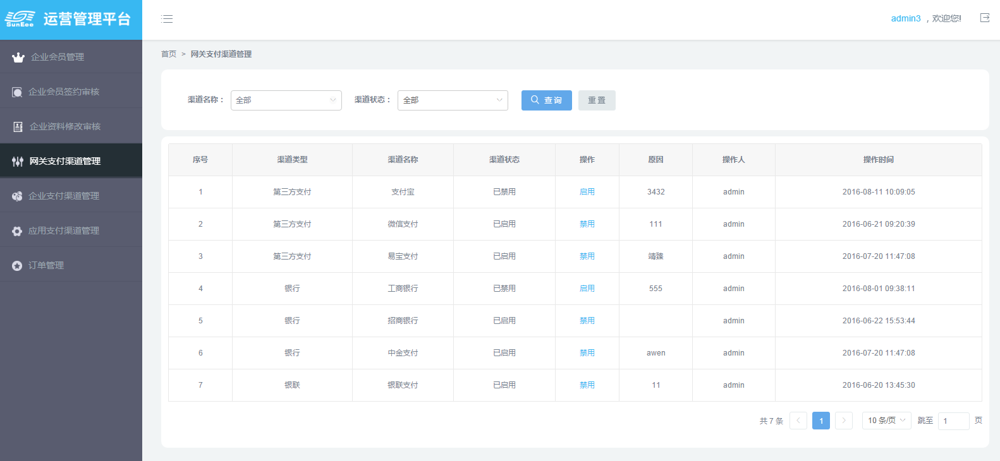 SunEee 运营管理平台
admin3 ，欢迎您!
企业会员管理
企业会员签约审核
企业资料修改审核
网关支付渠道管理
企业支付渠道管理
应用支付渠道管理
订单管理
首页 > 网关支付渠道管理
渠道名称： 全部 渠道状态： 全部 查询 重置
序号 渠道类型 渠道名称 渠道状态 操作 原因 操作人 操作时间
1 第三方支付 支付宝 已禁用 启用 3432 admin 2016-08-11 10:09:05
2 第三方支付 微信支付 已启用 禁用 111 admin 2016-06-21 09:20:39
3 第三方支付 易宝支付 已启用 禁用 靖臻 admin 2016-07-20 11:47:08
4 银行 工商银行 已禁用 启用 555 admin 2016-08-01 09:38:11
5 银行 招商银行 已启用 禁用 admin 2016-06-22 15:53:44
6 银行 中金支付 已启用 禁用 awen admin 2016-07-20 11:47:08
7 银联 银联支付 已启用 禁用 11 admin 2016-06-20 13:45:30
共 7 条 < 1 > 10 条/页 跳至 1 页